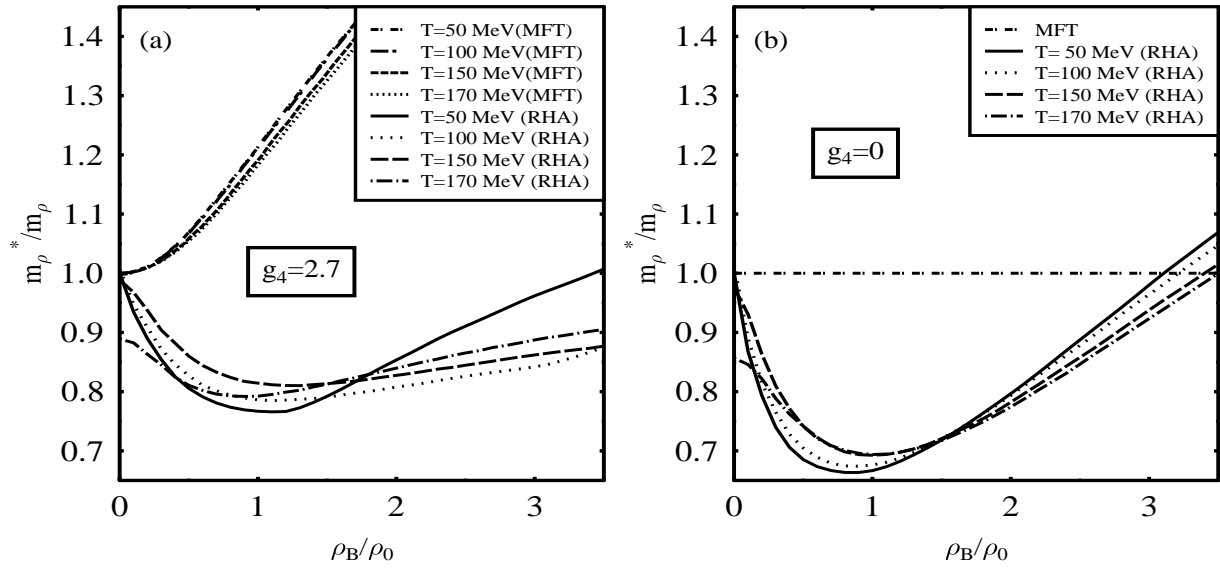 (a)
T=50 MeV(MFT)
T=100 MeV(MFT)
T=150 MeV(MFT)
T=170 MeV(MFT)
T=50 MeV (RHA)
T=100 MeV (RHA)
T=150 MeV (RHA)
T=170 MeV (RHA)
g4=2.7
1.4
1.3
1.2
1.1
1.0
0.9
0.8
0.7
mρ*/mρ
0 1 2 3
ρB/ρ0
(b)
MFT
T= 50 MeV (RHA)
T=100 MeV (RHA)
T=150 MeV (RHA)
T=170 MeV (RHA)
g4=0
1.4
1.3
1.2
1.1
1.0
0.9
0.8
0.7
mρ*/mρ
0 1 2 3
ρB/ρ0